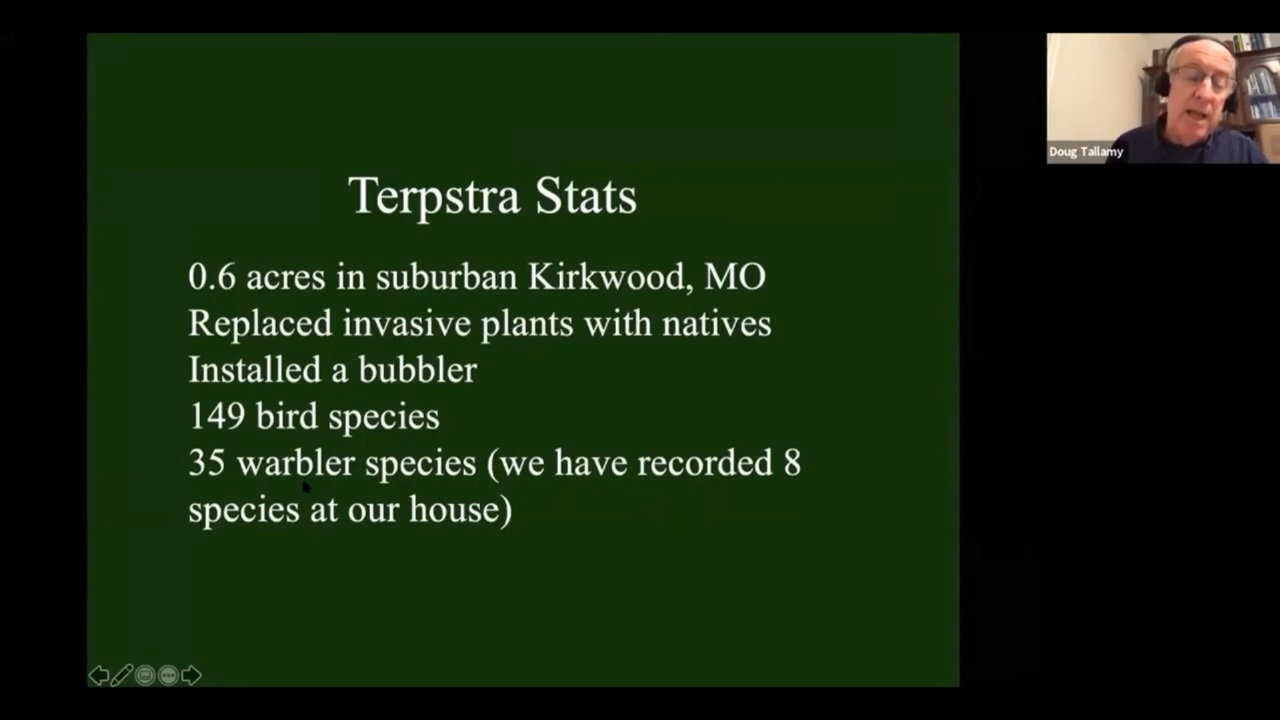 Terpstra Stats
0.6 acres in suburban Kirkwood, MO
Replaced invasive plants with natives
Installed a bubbler
149 bird species
35 warbler species (we have recorded 8
species at our house)
Doug Tallamy